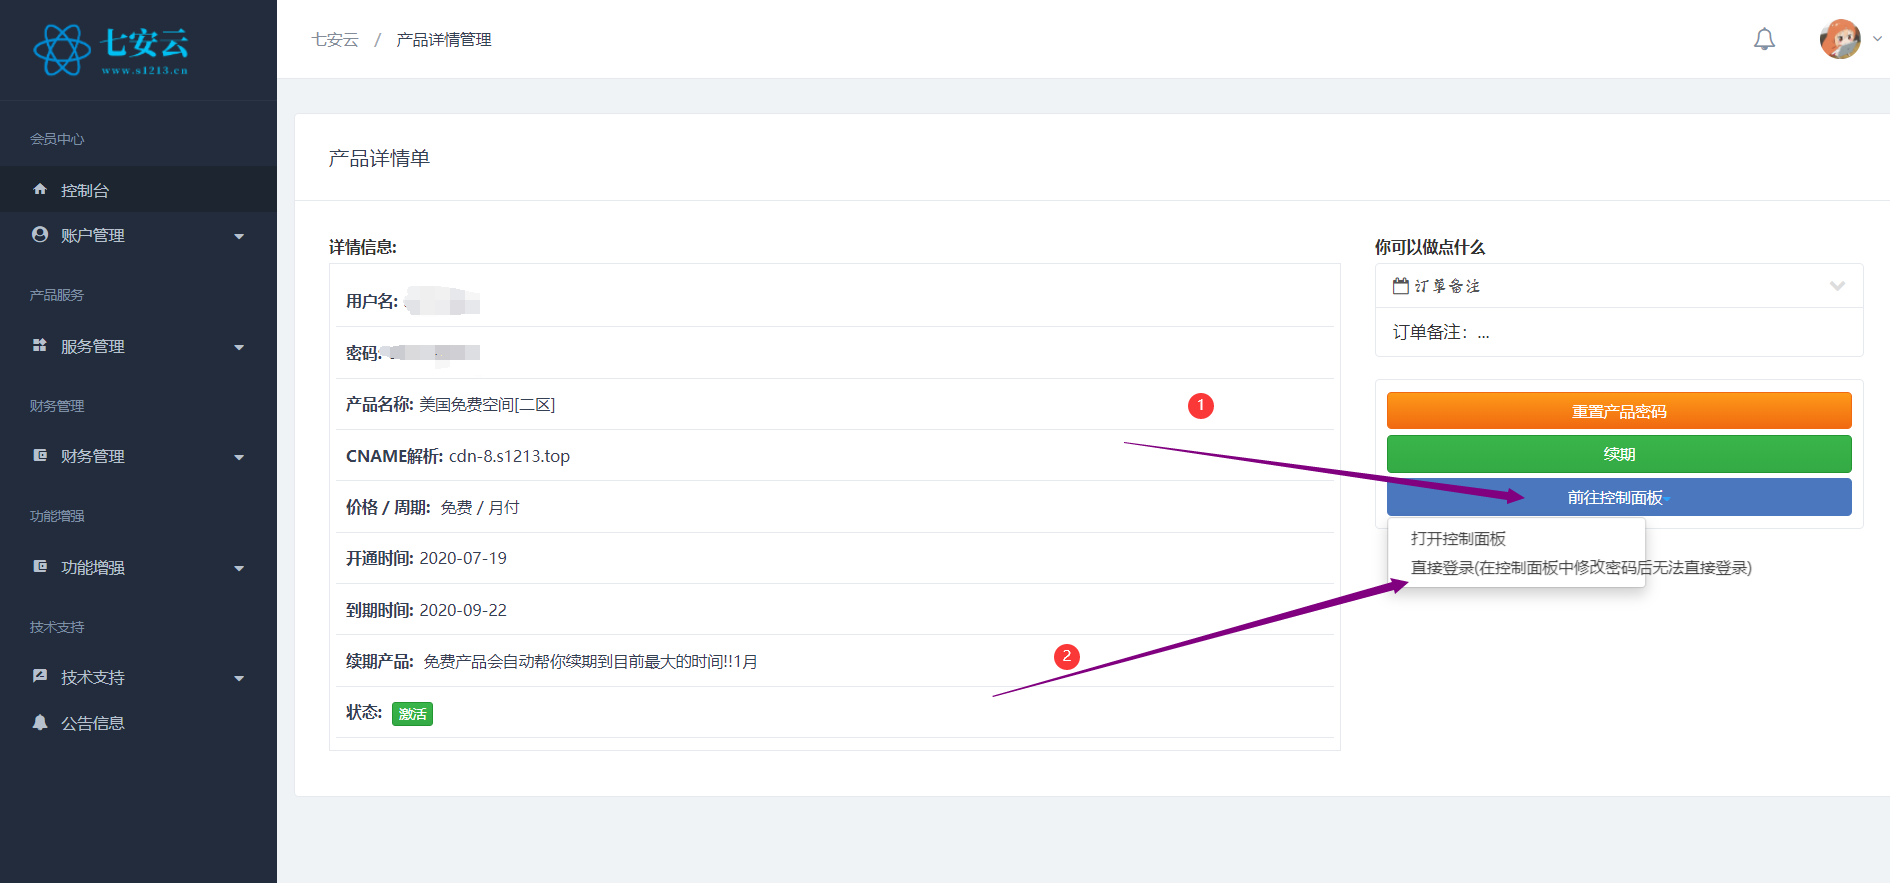 七安云
www.s1213.cn
七安云 / 产品详情管理
会员中心
控制台
账户管理
产品服务
服务管理
财务管理
财务管理
功能增强
功能增强
技术支持
技术支持
公告信息
产品详情单
详情信息:
用户名:
密码:
产品名称: 美国免费空间[二区]
CNAME解析: cdn-8.s1213.top
价格 / 周期: 免费 / 月付
开通时间: 2020-07-19
到期时间: 2020-09-22
续期产品: 免费产品会自动帮你续期到目前最大的时间!!1月
状态: 激活
1
2
你可以做点什么
订单备注
订单备注：...
重置产品密码
续期
前往控制面板
打开控制面板
直接登录(在控制面板中修改密码后无法直接登录)